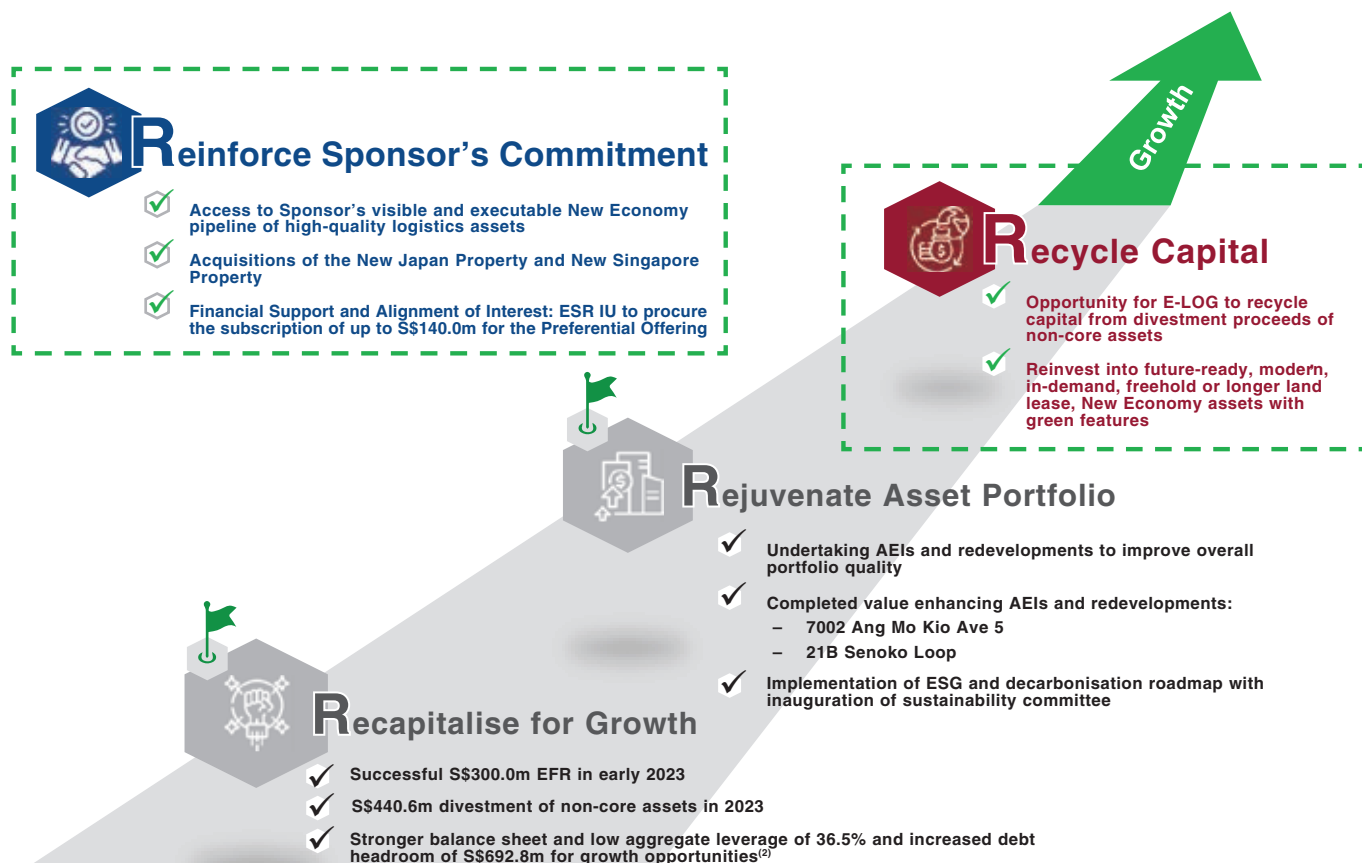 Growth
Reinforce Sponsor's Commitment
Access to Sponsor's visible and executable New Economy
pipeline of high-quality logistics assets
Acquisitions of the New Japan Property and New Singapore
Property
Financial Support and Alignment of Interest: ESR IU to procure
the subscription of up to S$140.0m for the Preferential Offering
Recycle Capital
Opportunity for E-LOG to recycle
capital from divestment proceeds of
non-core assets
Reinvest into future-ready, modern,
in-demand, freehold or longer land
lease, New Economy assets with
green features
Rejuvenate Asset Portfolio
Undertaking AEIs and redevelopments to improve overall
portfolio quality
Completed value enhancing AEIs and redevelopments:
– 7002 Ang Mo Kio Ave 5
– 21B Senoko Loop
Implementation of ESG and decarbonisation roadmap with
inauguration of sustainability committee
Recapitalise for Growth
Successful S$300.0m EFR in early 2023
S$440.6m divestment of non-core assets in 2023
Stronger balance sheet and low aggregate leverage of 36.5% and increased debt
headroom of S$692.8m for growth opportunities(2)